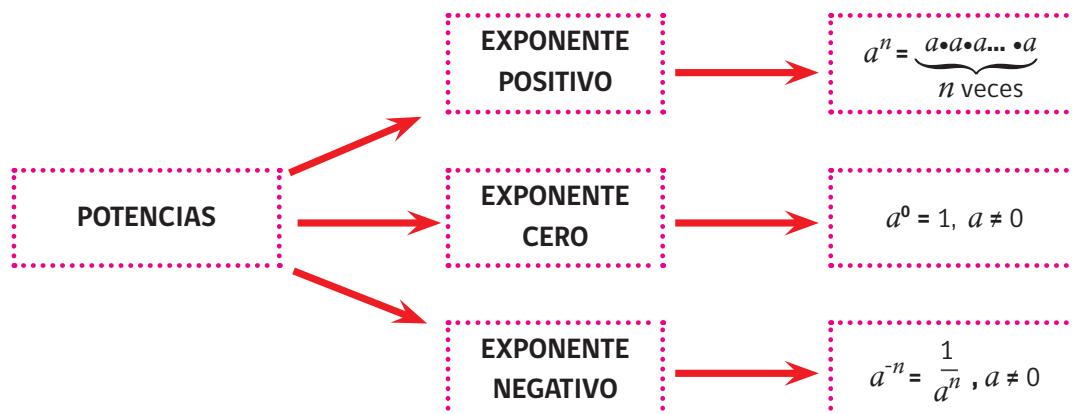 POTENCIAS
EXPONENTE
POSITIVO
aⁿ = a•a•a... •a
n veces
EXPONENTE
CERO
a⁰ = 1, a ≠ 0
EXPONENTE
NEGATIVO
a⁻ⁿ = 1/aⁿ , a ≠ 0